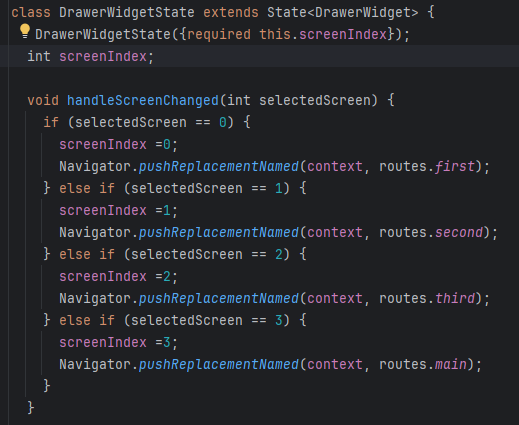 class DrawerWidgetState extends State<DrawerWidget> {
DrawerWidgetState({required this.screenIndex});
int screenIndex;
void handleScreenChanged(int selectedScreen) {
if (selectedScreen == 0) {
screenIndex =0;
Navigator.pushReplacementNamed(context, routes.first);
} else if (selectedScreen == 1) {
screenIndex =1;
Navigator.pushReplacementNamed(context, routes.second);
} else if (selectedScreen == 2) {
screenIndex =2;
Navigator.pushReplacementNamed(context, routes.third);
} else if (selectedScreen == 3) {
screenIndex =3;
Navigator.pushReplacementNamed(context, routes.main);
}
}